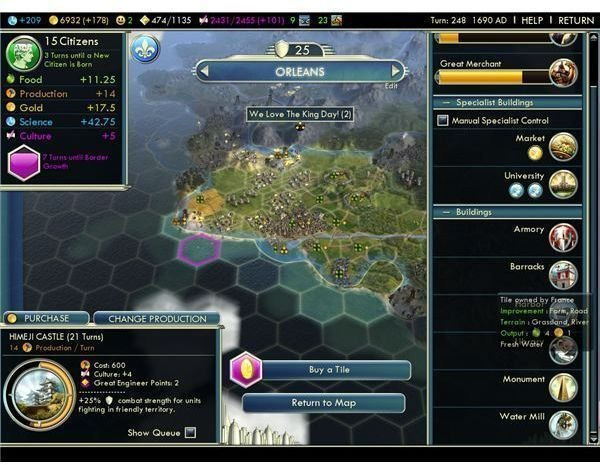 +209 6932 (+178) 2 474/1135 2431/2455 (+101) 9 23 Turn: 248 1690 AD | HELP | RETURN
15 Citizens
3 Turns until a New
Citizen is Born
Food +11.25
Production +14
Gold +17.5
Science +42.75
Culture +5
7 Turns until Border
Growth
25
ORLEANS
Edit
We Love The King Day! (2)
Great Merchant
— Specialist Buildings
Manual Specialist Control
Market
University
— Buildings
Armory
Barracks
Harbor
Tile owned by France
Improvement : Farm, Road
Terrain : Grassland, River
Output : 4 1
Fresh Water
Monument
Water Mill
PURCHASE
CHANGE PRODUCTION
HIMEJI CASTLE (21 Turns)
14 Production / Turn
Cost: 600
Culture: +4
Great Engineer Points: 2
+25% combat strength for units
fighting in friendly territory.
Show Queue
Buy a Tile
Return to Map